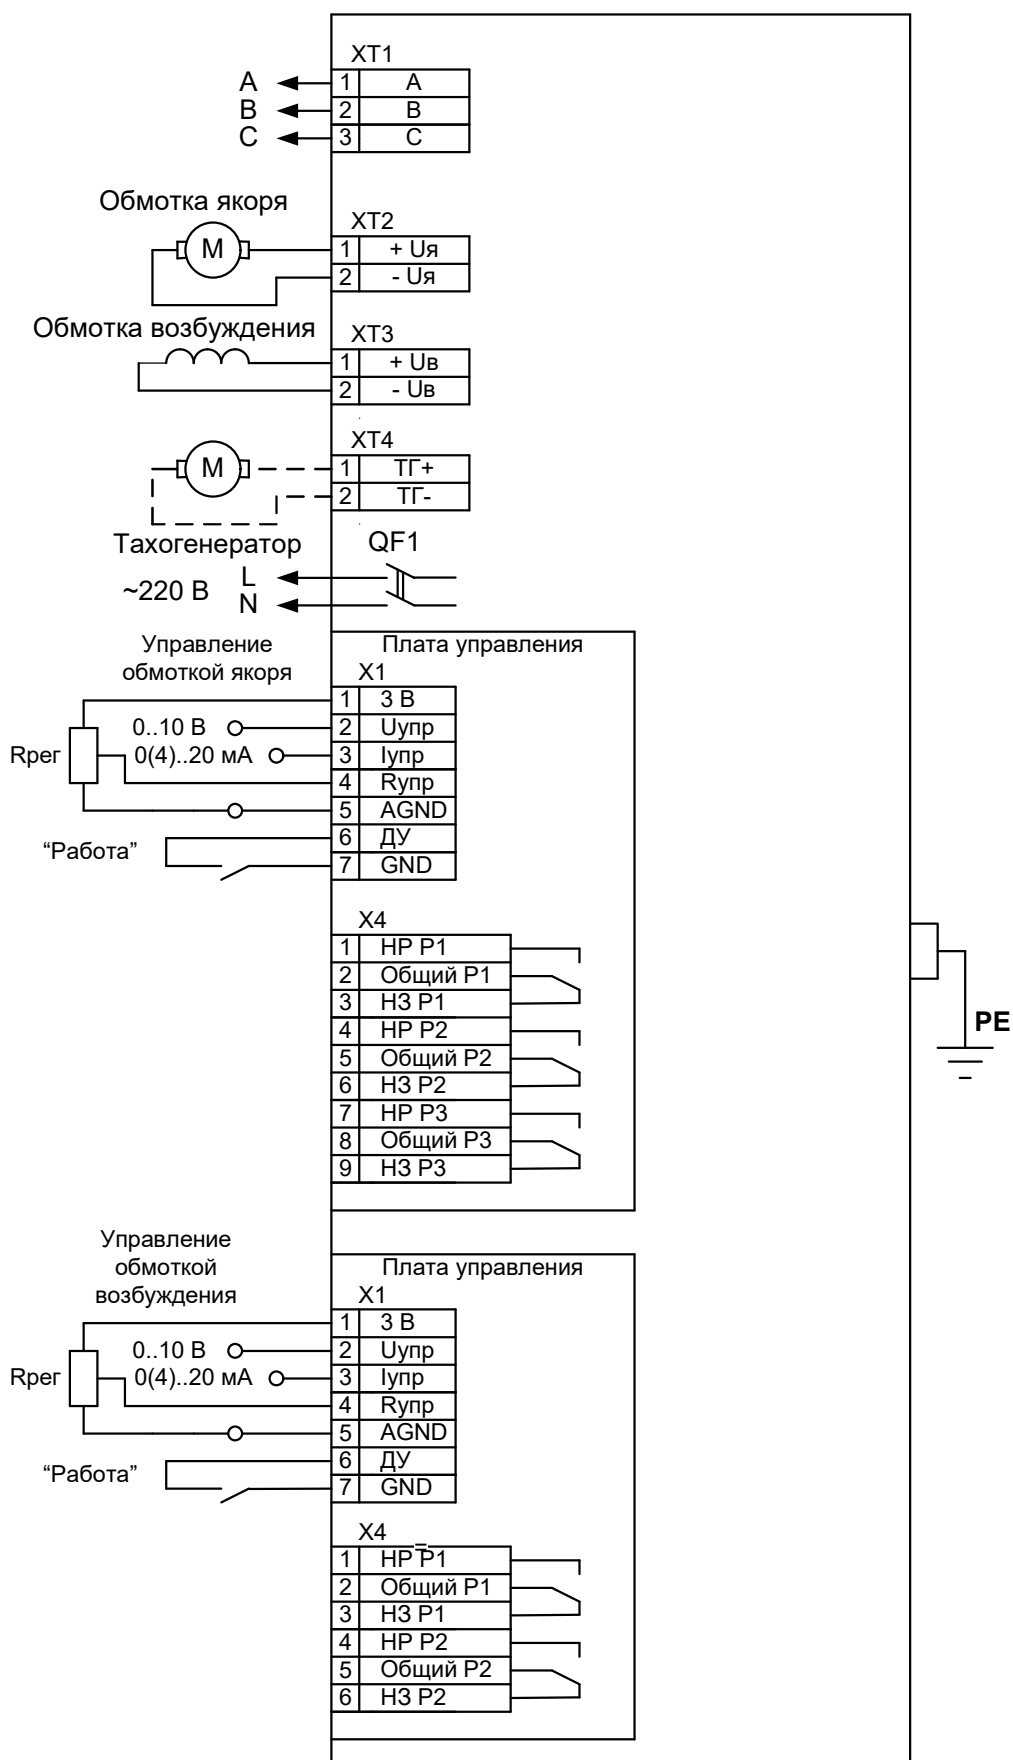 XT1
A 1 A
B 2 B
C 3 C
Обмотка якоря
XT2
M 1 + Uя
2 - Uя
Обмотка возбуждения
XT3
1 + Uв
2 - Uв
XT4
M 1 ТГ+
2 ТГ-
Тахогенератор
QF1
~220 В L
N
Управление
обмоткой якоря
Плата управления
X1
1 3 В
0..10 В 2 Uупр
Rрег 0(4)..20 мА 3 Iупр
4 Rупр
5 AGND
6 ДУ
“Работа”
7 GND
X4
1 НР Р1
2 Общий Р1
3 НЗ Р1
4 НР Р2
5 Общий Р2
6 НЗ Р2
7 НР Р3
8 Общий Р3
9 НЗ Р3
PE
Управление
обмоткой
возбуждения
Плата управления
X1
1 3 В
0..10 В 2 Uупр
Rрег 0(4)..20 мА 3 Iупр
4 Rупр
5 AGND
6 ДУ
“Работа”
7 GND
X4
=
1 НР Р1
2 Общий Р1
3 НЗ Р1
4 НР Р2
5 Общий Р2
6 НЗ Р2